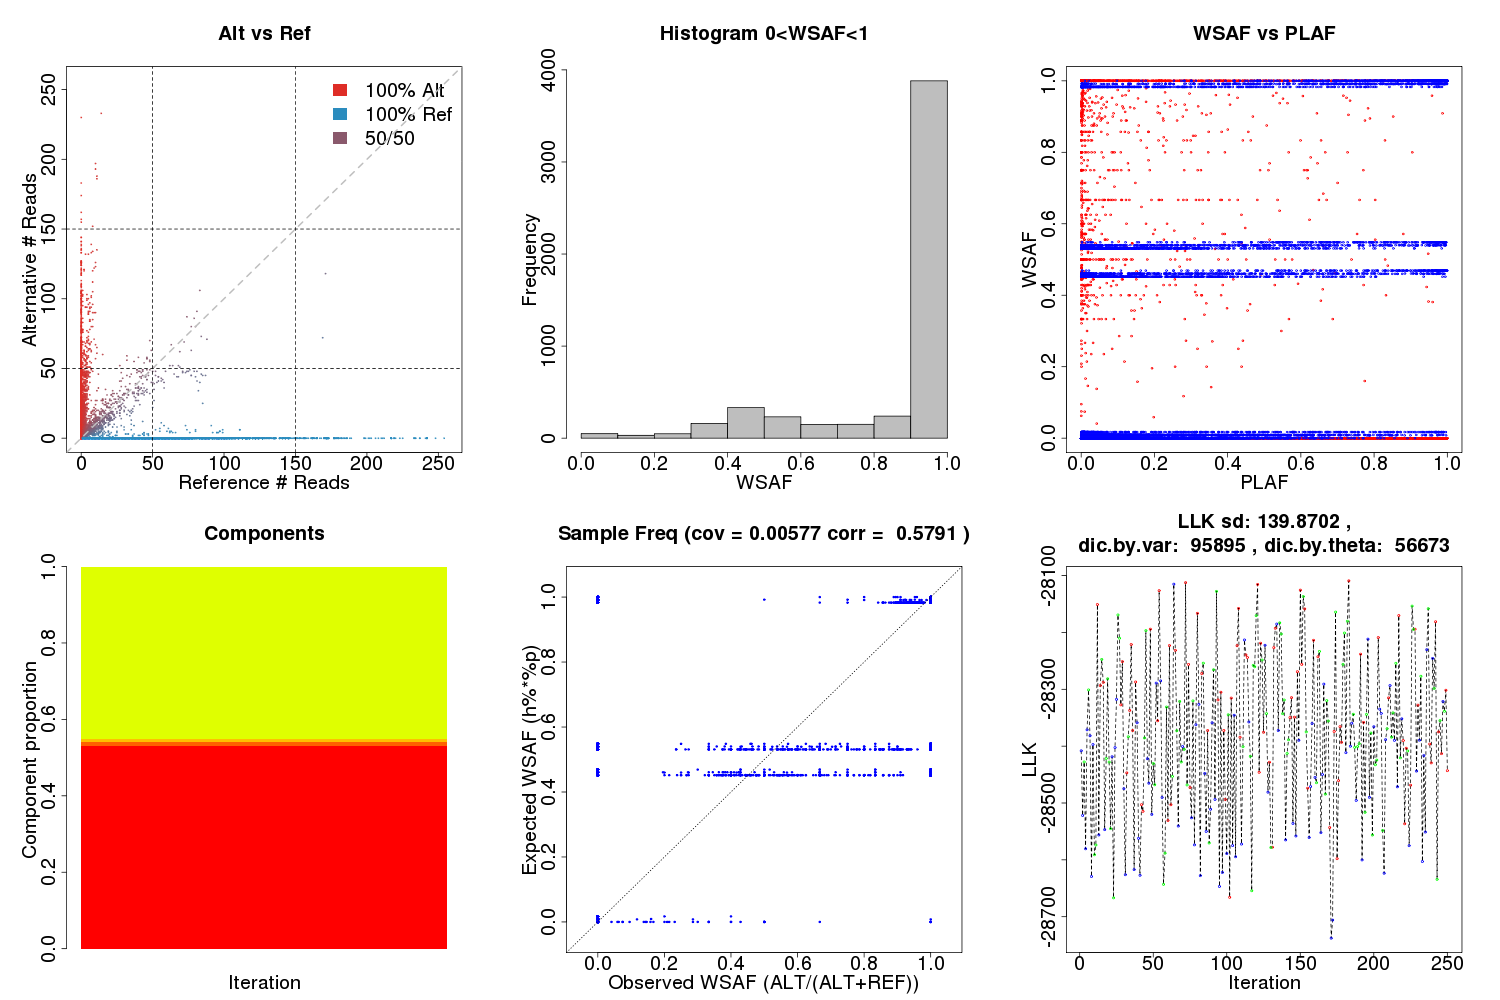 Alt vs Ref
250
200
150
100
50
0
Alternative # Reads
100% Alt
100% Ref
50/50
0 50 100 150 200 250
Reference # Reads
Histogram 0<WSAF<1
4000
3000
2000
1000
0
Frequency
0.0 0.2 0.4 0.6 0.8 1.0
WSAF
WSAF vs PLAF
1.0
0.8
0.6
0.4
0.2
0.0
WSAF
0.0 0.2 0.4 0.6 0.8 1.0
PLAF
Components
1.0
0.8
0.6
0.4
0.2
0.0
Component proportion
Iteration
Sample Freq (cov = 0.00577 corr = 0.5791 )
1.0
0.8
0.6
0.4
0.2
0.0
Expected WSAF (h%*%p)
0.0 0.2 0.4 0.6 0.8 1.0
Observed WSAF (ALT/(ALT+REF))
LLK sd: 139.8702 ,
dic.by.var: 95895 , dic.by.theta: 56673
-28100
-28300
-28500
-28700
LLK
0 50 100 150 200 250
Iteration